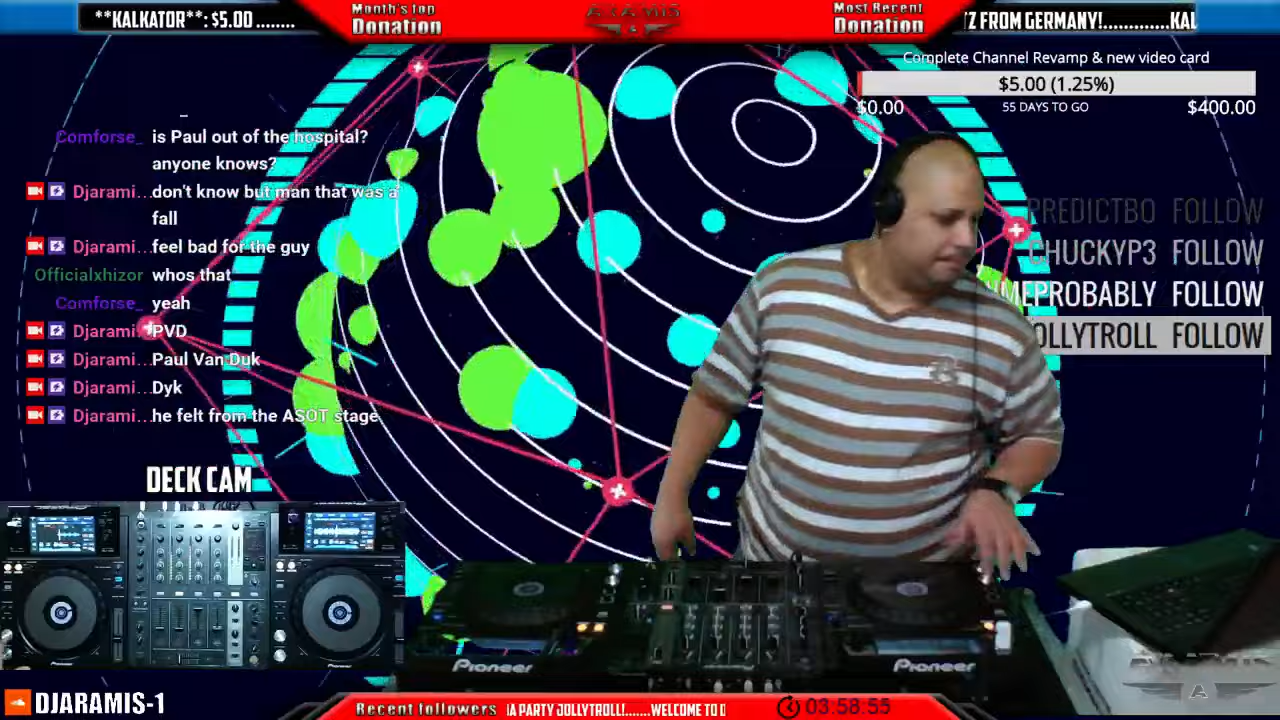 **KALKATOR**: $5.00 ........
Month's top
Donation
ARAMIS
Most Recent
Donation
TZ FROM GERMANY!............KAL
Complete Channel Revamp & new video card
$5.00 (1.25%)
$0.00
55 DAYS TO GO
$400.00
Comforse_ is Paul out of the hospital?
anyone knows?
Djarami... don't know but man that was a
fall
Djarami... feel bad for the guy
Officialxhizor whos that
Comforse_ yeah
Djarami... PVD
Djarami... Paul Van Duk
Djarami... Dyk
Djarami... he felt from the ASOT stage
PREDICTBO FOLLOW
CHUCKYP3 FOLLOW
MEPROBABLY FOLLOW
OLLYTROLL FOLLOW
DECK CAM
Pioneer
Pioneer
DJARAMIS-1
Recent followers
A PARTY JOLLYTROLL!.......WELCOME TO D
03:58:55